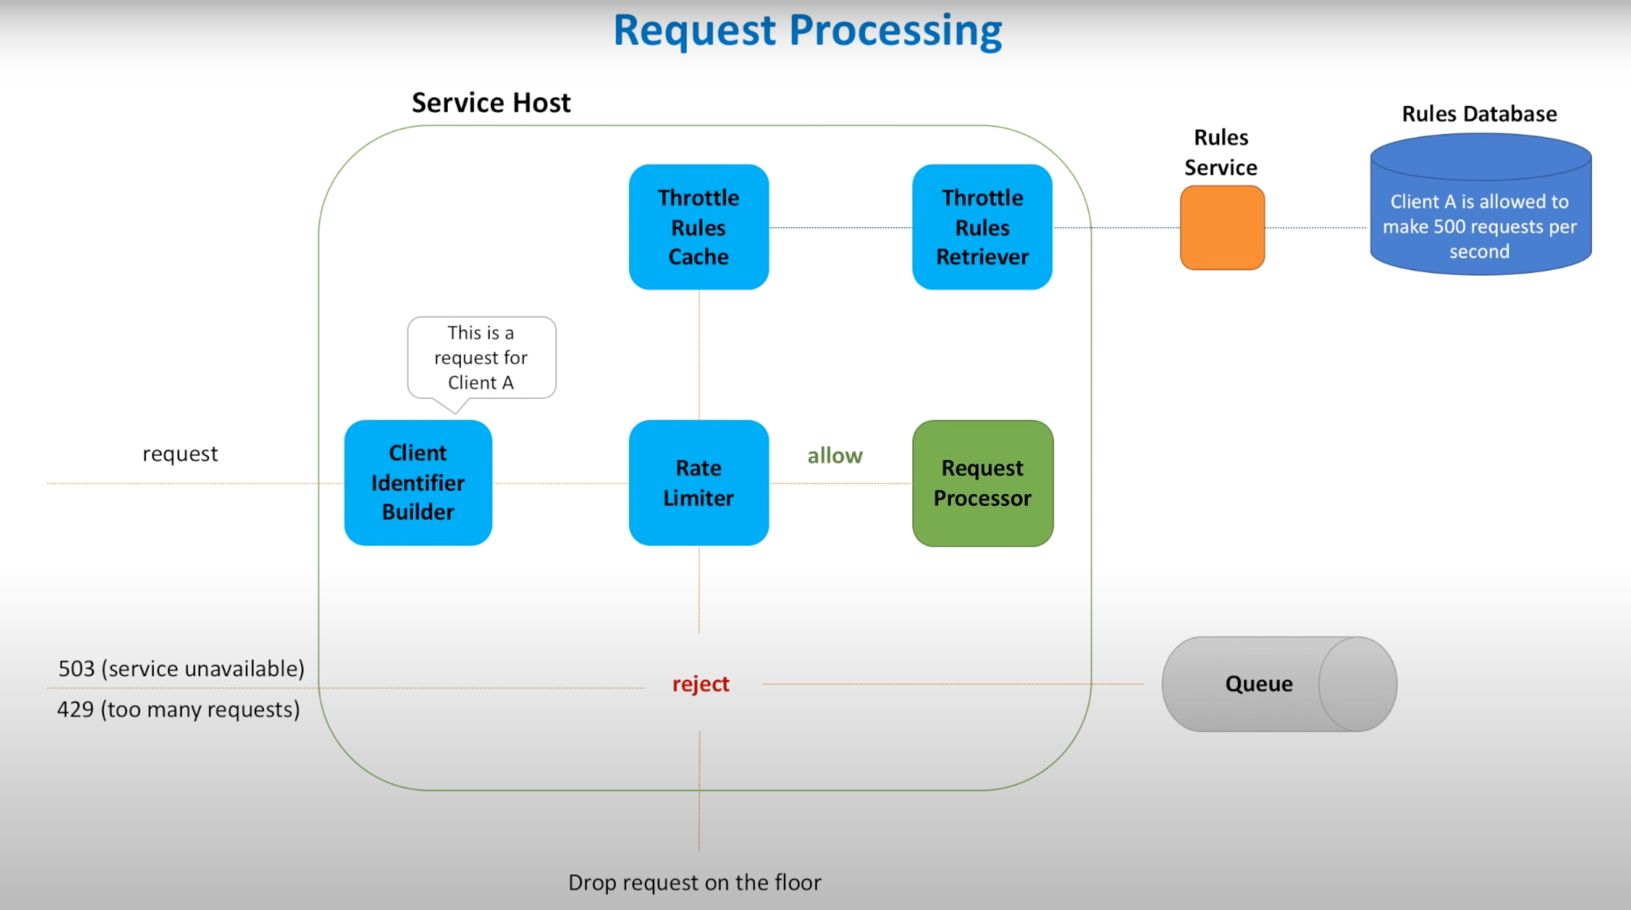 Request Processing
Service Host
Rules Database
Rules
Service
Throttle
Rules
Cache
Throttle
Rules
Retriever
Client A is allowed to
make 500 requests per
second
This is a
request for
Client A
request
Client
Identifier
Builder
Rate
Limiter
allow
Request
Processor
503 (service unavailable)
429 (too many requests)
reject
Queue
Drop request on the floor